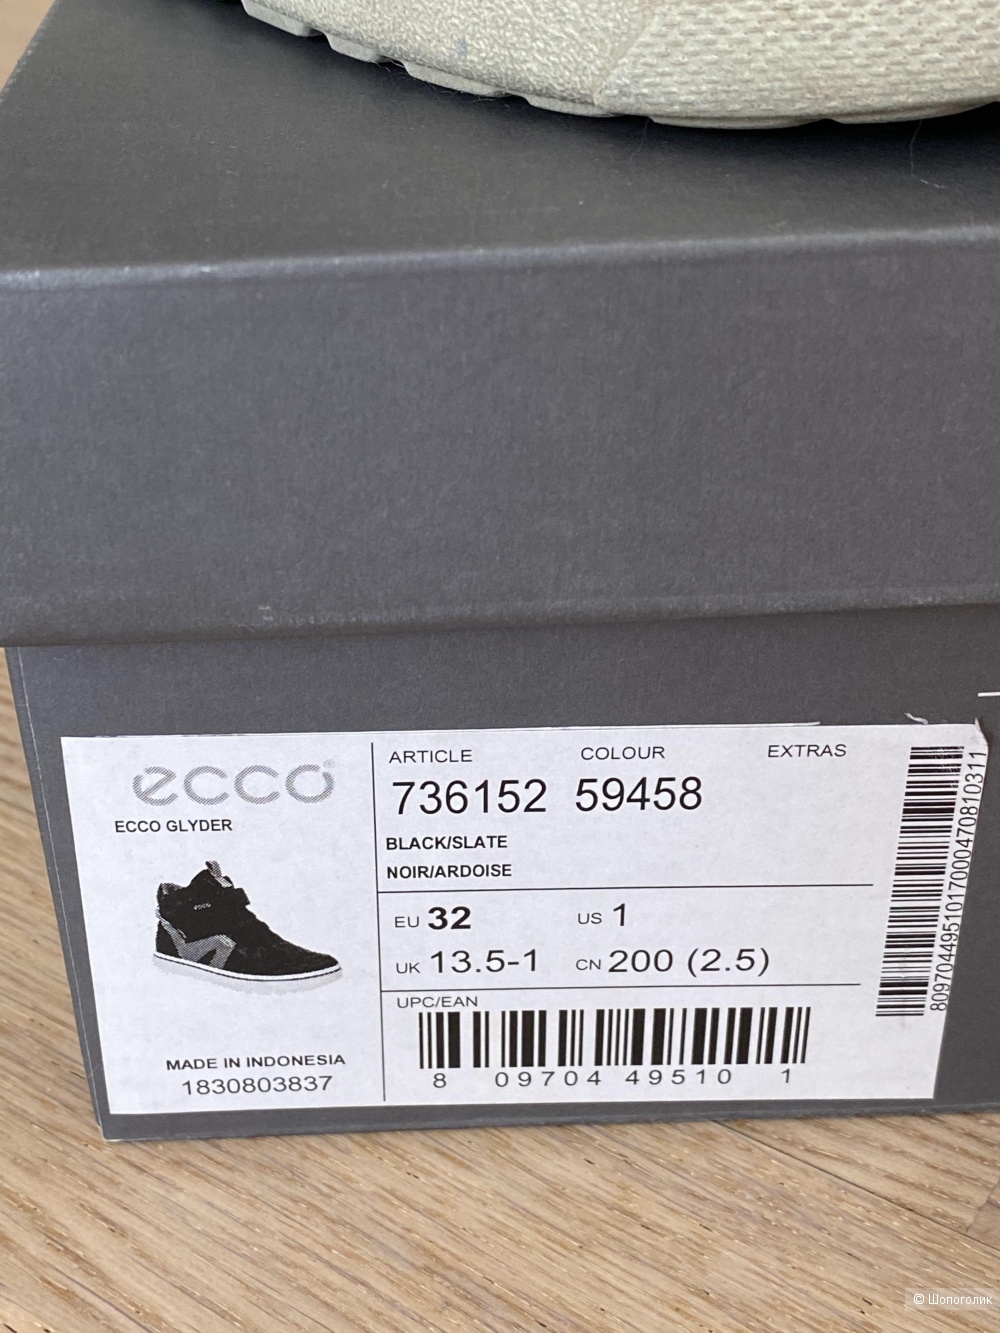 ecco
ECCO GLYDER
MADE IN INDONESIA
1830803837
ARTICLE COLOUR EXTRAS
736152 59458
BLACK/SLATE
NOIR/ARDOISE
EU 32 US 1
UK 13.5-1 CN 200 (2.5)
UPC/EAN
8 09704 49510 1
809704495101700047081031​1
© Шопоголик